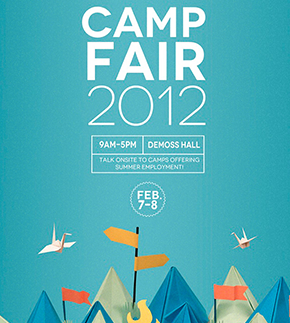 CAMP
FAIR
2012
9AM-5PM DEMOSS HALL
TALK ONSITE TO CAMPS OFFERING
SUMMER EMPLOYMENT!
FEB.
7-8